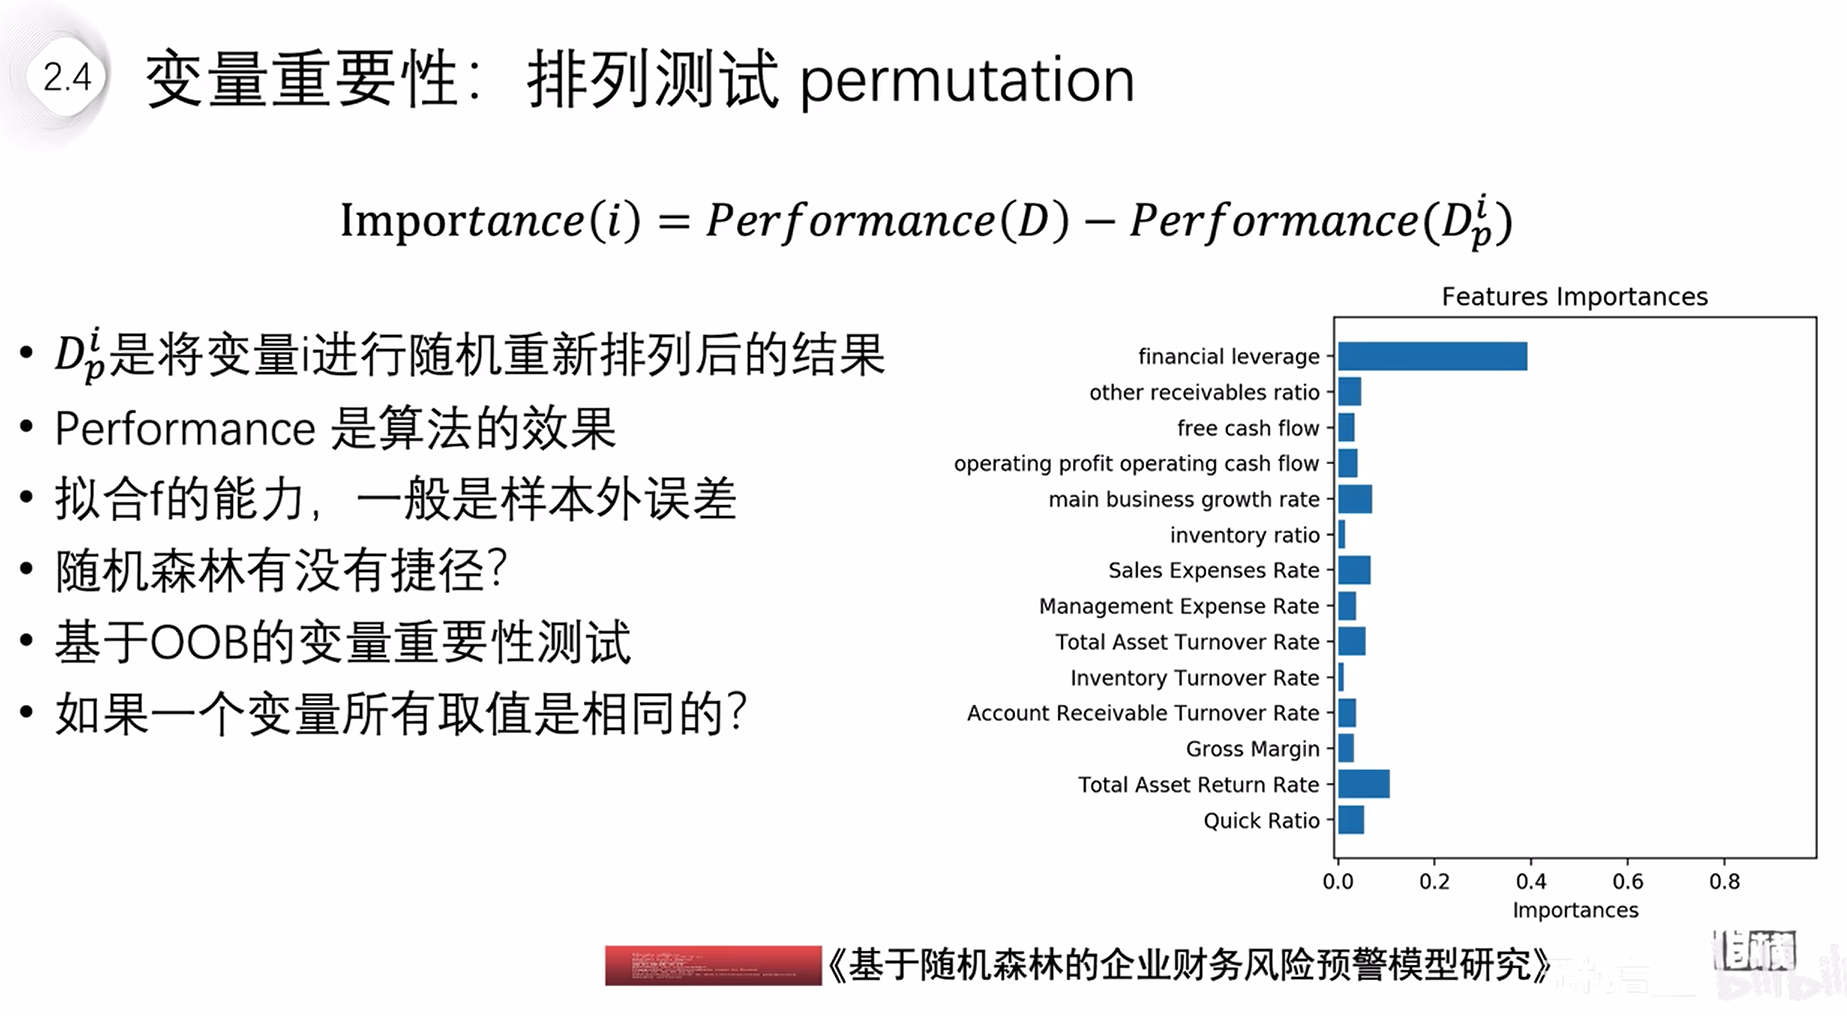 2.4
变量重要性：排列测试 permutation
Importance(i) = Performance(D) − Performance(D_p^i)
• D_p^i是将变量i进行随机重新排列后的结果
• Performance 是算法的效果
• 拟合f的能力，一般是样本外误差
• 随机森林有没有捷径？
• 基于OOB的变量重要性测试
• 如果一个变量所有取值是相同的？
Features Importances
financial leverage
other receivables ratio
free cash flow
operating profit operating cash flow
main business growth rate
inventory ratio
Sales Expenses Rate
Management Expense Rate
Total Asset Turnover Rate
Inventory Turnover Rate
Account Receivable Turnover Rate
Gross Margin
Total Asset Return Rate
Quick Ratio
0.0 0.2 0.4 0.6 0.8
Importances
《基于随机森林的企业财务风险预警模型研究》